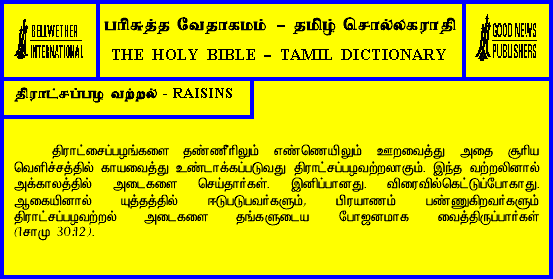 BELLWETHER
INTERNATIONAL
பரிசுத்த வேதாகமம் – தமிழ் சொல்லகராதி
THE HOLY BIBLE – TAMIL DICTIONARY
GOOD NEWS
PUBLISHERS
திராட்சப்பழ வற்றல் - RAISINS
திராட்சைப்பழங்களை தண்ணீரிலும் எண்ணெயிலும் ஊறவைத்து அதை சூரிய
வெளிச்சத்தில் காயவைத்து உண்டாக்கப்படுவது திராட்சப்பழவற்றலாகும். இந்த வற்றலினால்
அக்காலத்தில் அடைகளை செய்தார்கள். இனிப்பானது. விரைவில்கெட்டுப்போகாது.
ஆகையினால் யுத்தத்தில் ஈடுபடுபவர்களும், பிரயாணம் பண்ணுகிறவர்களும்
திராட்சப்பழவற்றல் அடைகளை தங்களுடைய போஜனமாக வைத்திருப்பார்கள்
(1சாமு 30:12).